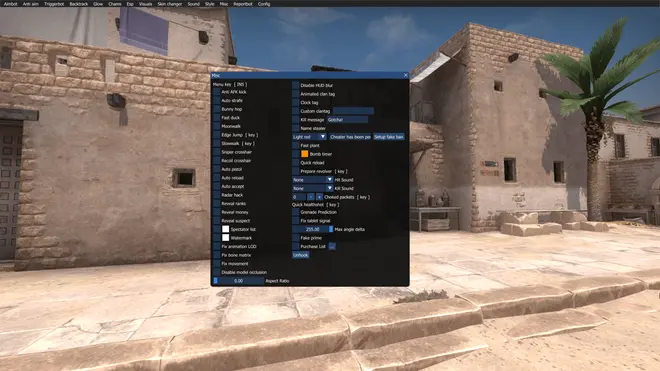 Aimbot Anti aim Triggerbot Backtrack Glow Chams Esp Visuals Skin changer Sound Style Misc Reportbot Config
Misc
Menu key [ INS ]
Anti AFK kick
Auto strafe
Bunny hop
Fast duck
Moonwalk
Edge Jump [ key ]
Slowwalk [ key ]
Sniper crosshair
Recoil crosshair
Auto pistol
Auto reload
Auto accept
Radar hack
Reveal ranks
Reveal money
Reveal suspect
Spectator list
Watermark
Fix animation LOD
Fix bone matrix
Fix movement
Disable model occlusion
0.00 Aspect Ratio
Disable HUD blur
Animated clan tag
Clock tag
Custom clantag
Kill message Gotcha!
Name stealer
Light red Cheater has been pe Setup fake ban
Fast plant
Bomb timer
Quick reload
Prepare revolver [ key ]
None Hit Sound
None Kill Sound
0 - + Choked packets [ key ]
Quick healthshot [ key ]
Grenade Prediction
Fix tablet signal
255.00 Max angle delta
Fake prime
Purchase List ...
Unhook